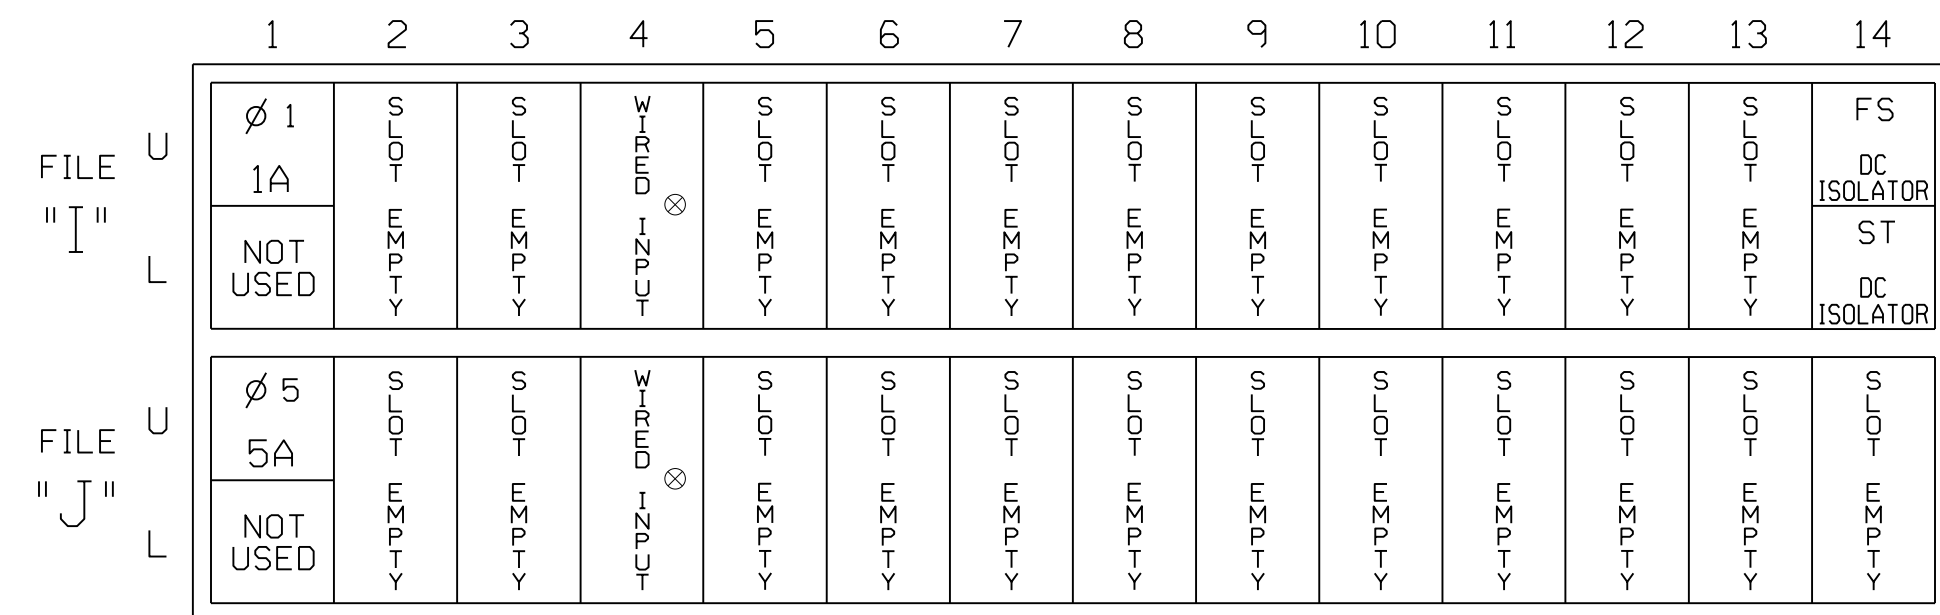 1 2 3 4 5 6 7 8 9 10 11 12 13 14
FILE
"I"
U
L
Ø 1
1A
NOT
USED
SLOT EMPTY
SLOT EMPTY
WIRED INPUT
⊗
SLOT EMPTY
SLOT EMPTY
SLOT EMPTY
SLOT EMPTY
SLOT EMPTY
SLOT EMPTY
SLOT EMPTY
SLOT EMPTY
SLOT EMPTY
FS
DC
ISOLATOR
ST
DC
ISOLATOR
FILE
"J"
U
L
Ø 5
5A
NOT
USED
SLOT EMPTY
SLOT EMPTY
WIRED INPUT
⊗
SLOT EMPTY
SLOT EMPTY
SLOT EMPTY
SLOT EMPTY
SLOT EMPTY
SLOT EMPTY
SLOT EMPTY
SLOT EMPTY
SLOT EMPTY
SLOT EMPTY